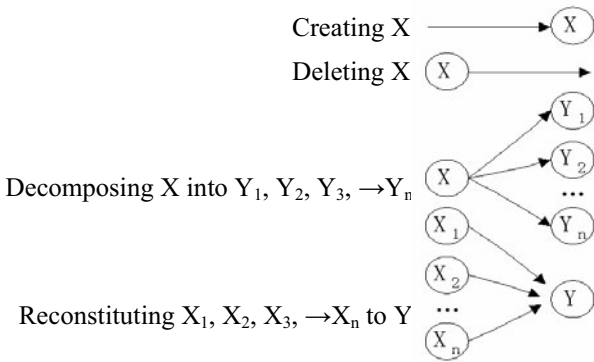 Creating X
X
Deleting X
X
Decomposing X into Y₁, Y₂, Y₃, →Yₙ
X
Y₁
Y₂
...
Yₙ
Reconstituting X₁, X₂, X₃, →Xₙ to Y
X₁
X₂
...
Xₙ
Y